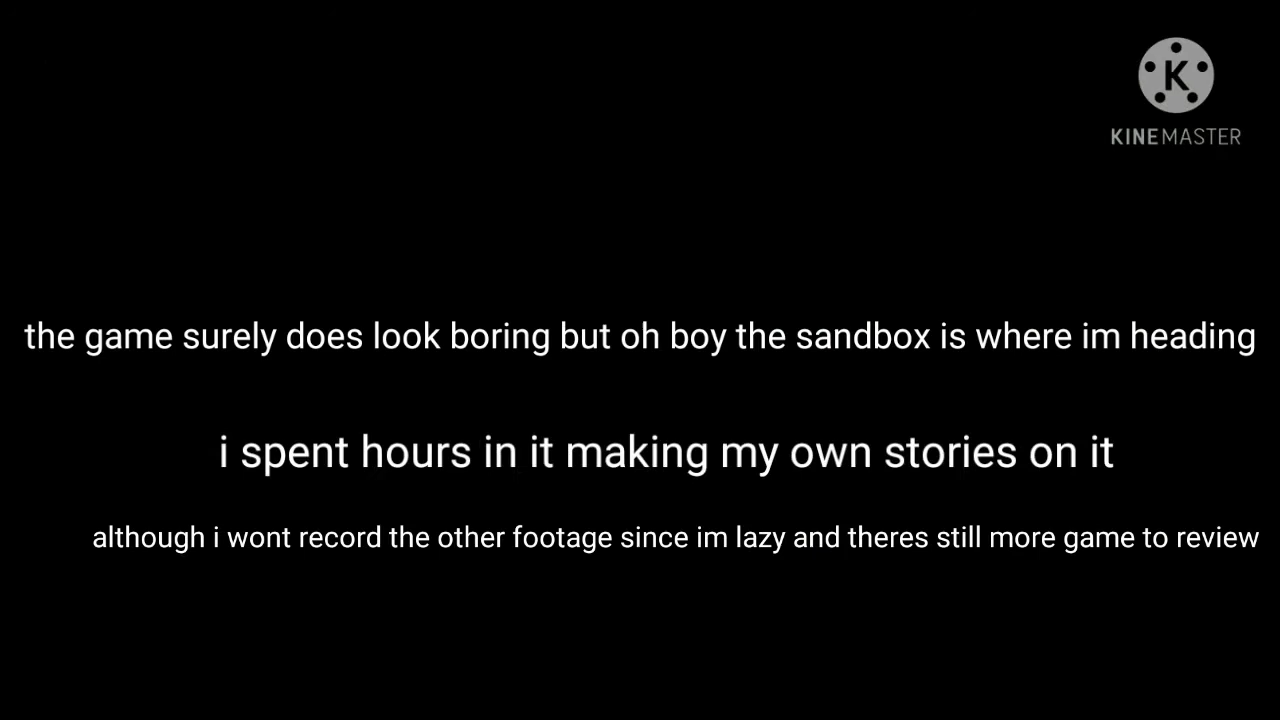 K
KINEMASTER
the game surely does look boring but oh boy the sandbox is where im heading
i spent hours in it making my own stories on it
although i wont record the other footage since im lazy and theres still more game to review